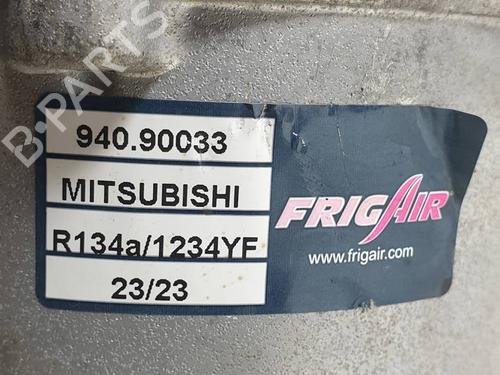 940.90033
MITSUBISHI
R134a/1234YF
23/23
FRIGAIR
www.frigair.com
B-PARTS